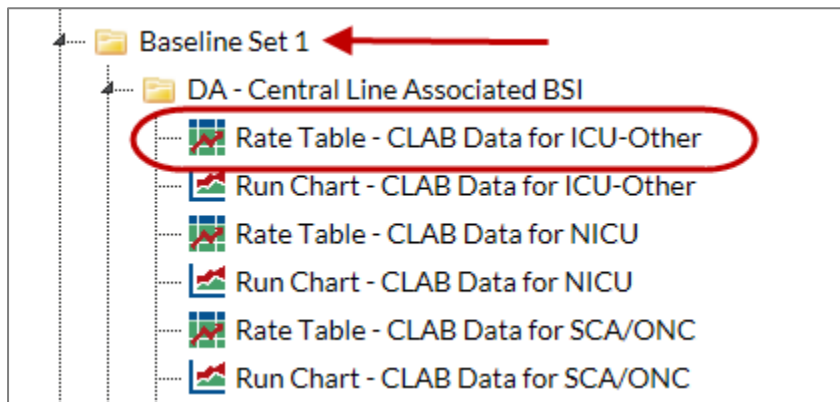 Baseline Set 1
DA - Central Line Associated BSI
Rate Table - CLAB Data for ICU-Other
Run Chart - CLAB Data for ICU-Other
Rate Table - CLAB Data for NICU
Run Chart - CLAB Data for NICU
Rate Table - CLAB Data for SCA/ONC
Run Chart - CLAB Data for SCA/ONC